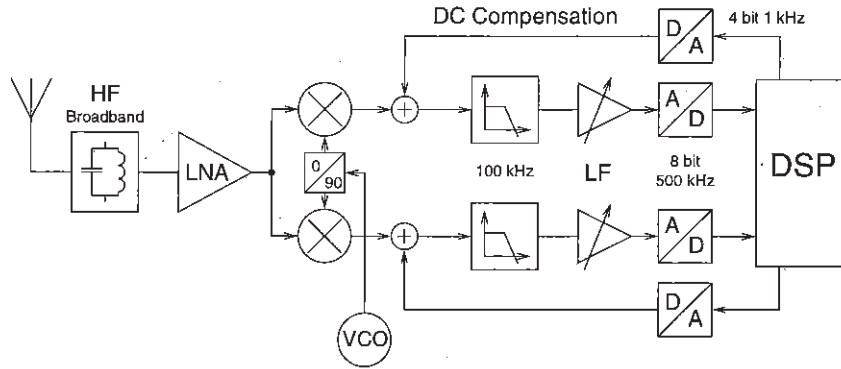 DC Compensation
D
A
4 bit 1 kHz
HF
Broadband
LNA
0
90
100 kHz
LF
A
D
8 bit
500 kHz
DSP
A
D
D
A
VCO